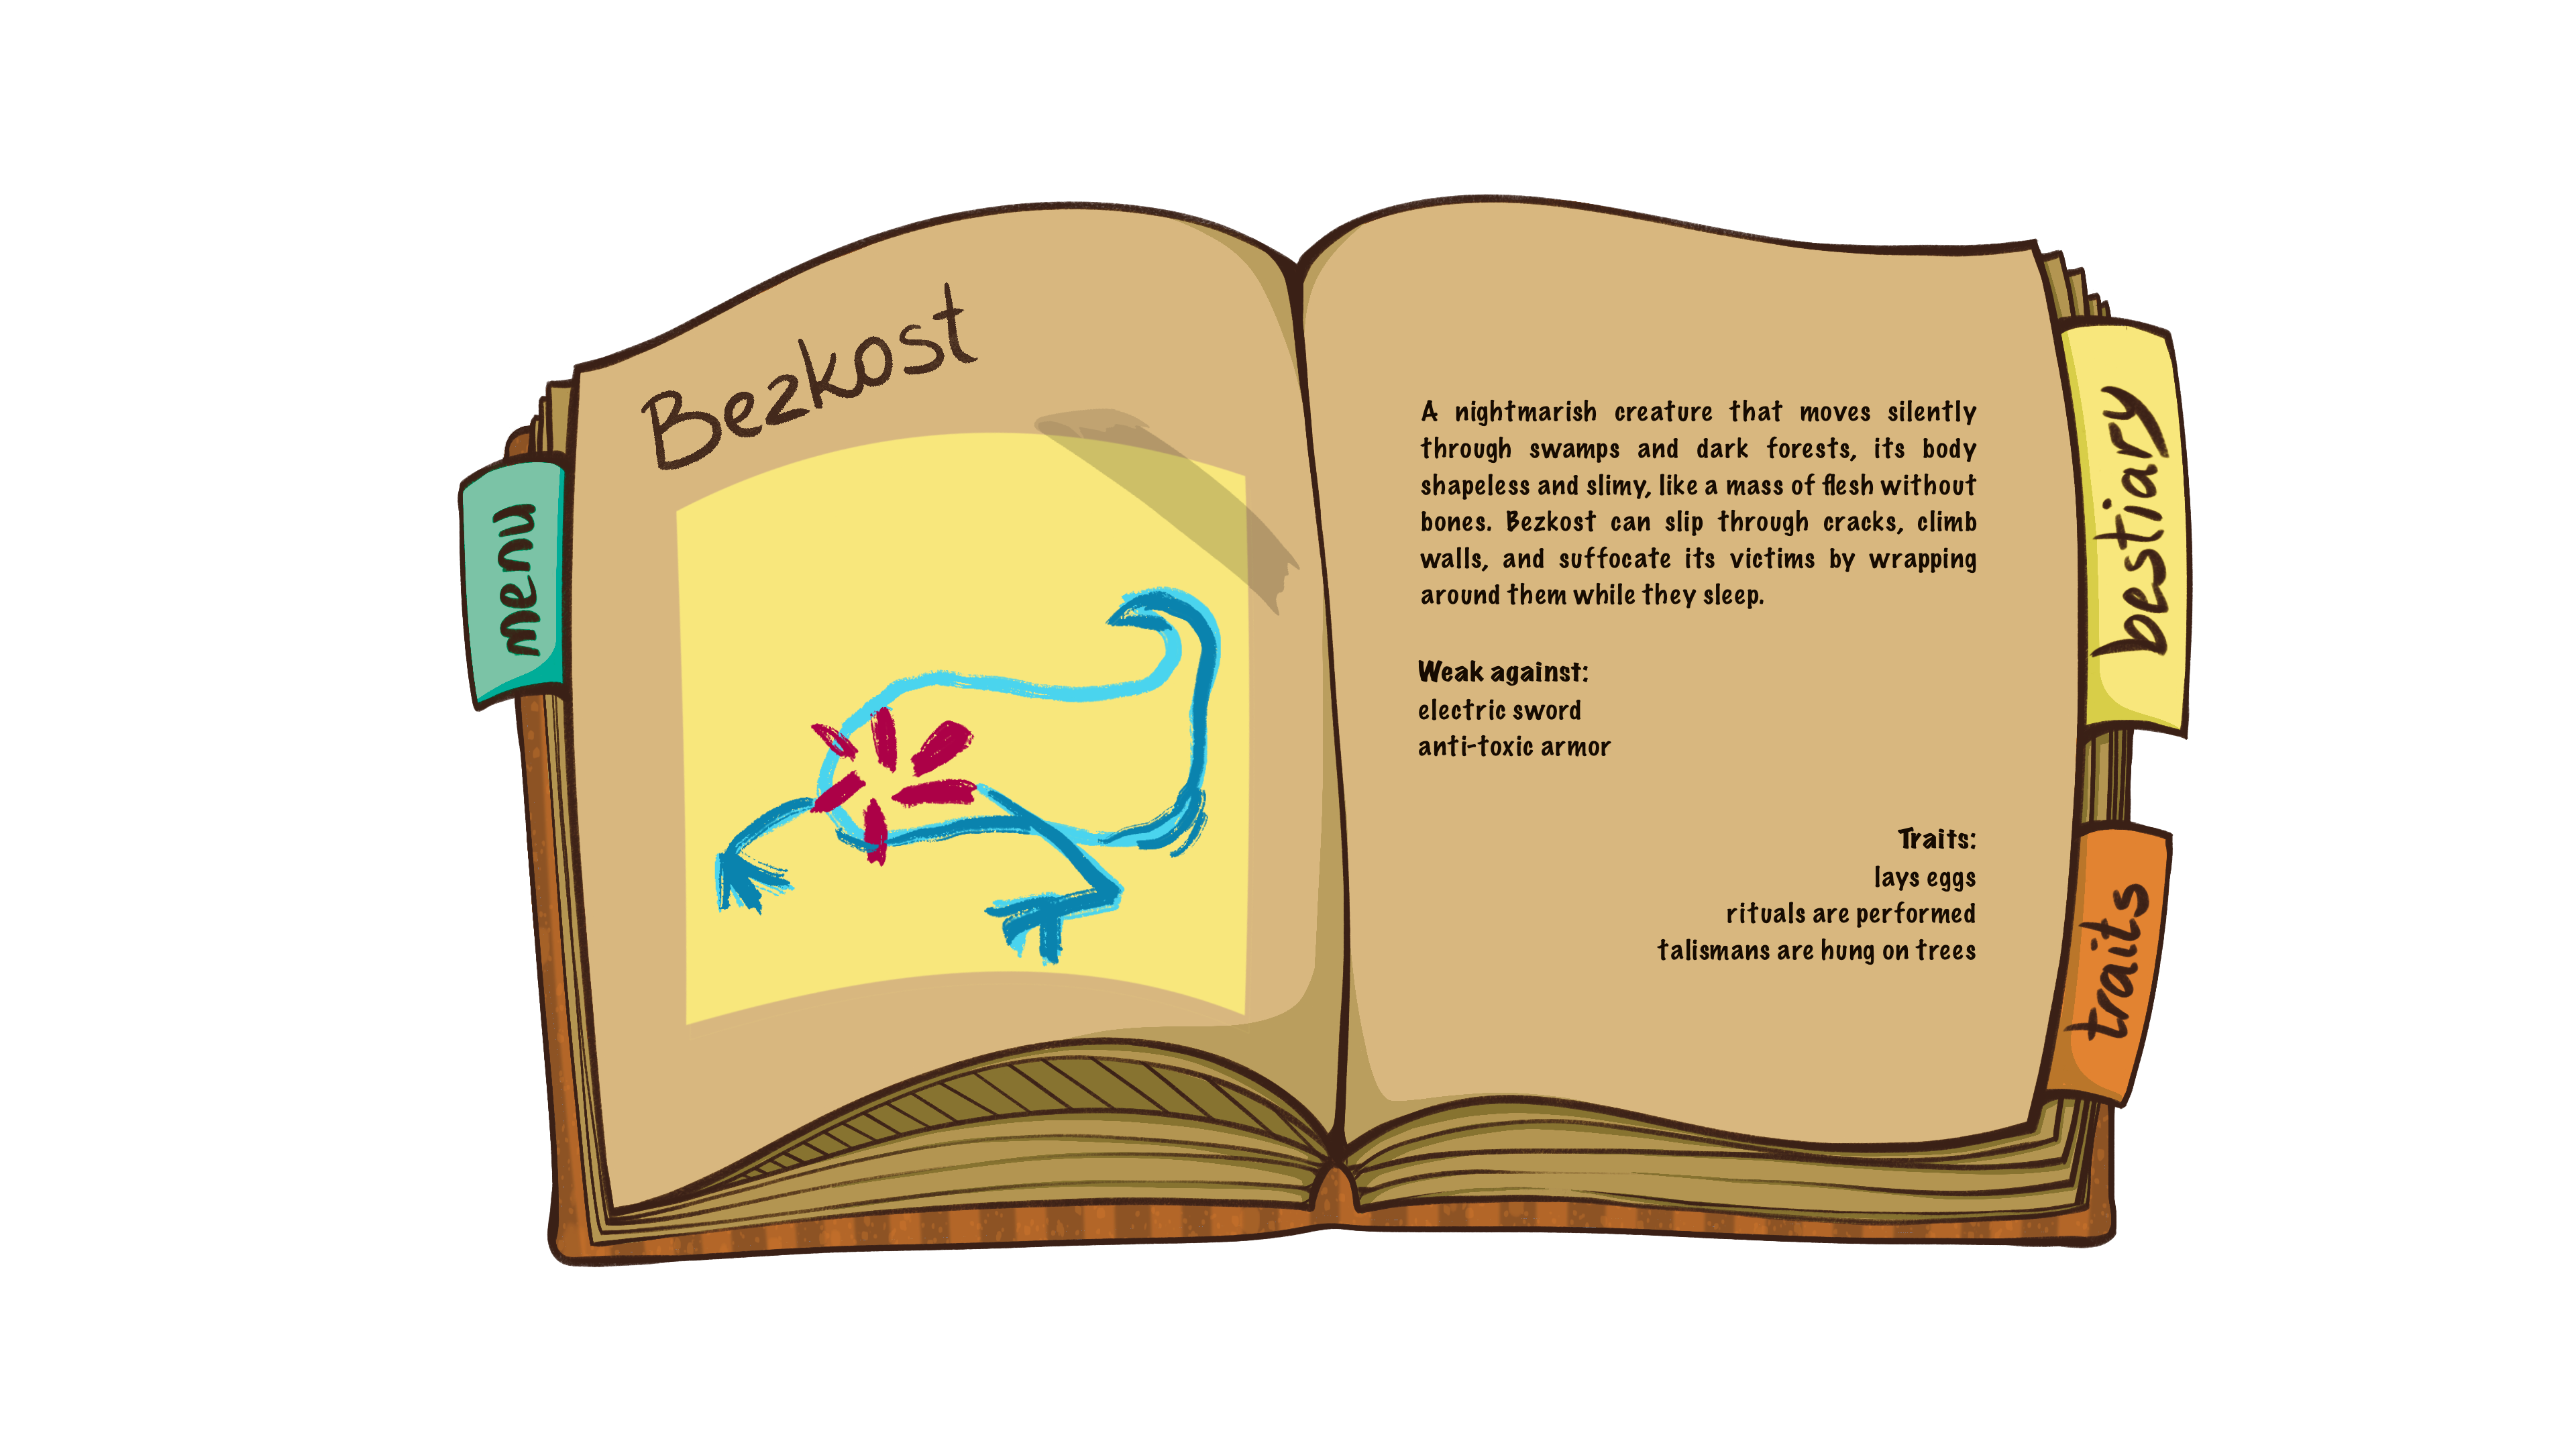 Bezkost
menu
A nightmarish creature that moves silently
through swamps and dark forests, its body
shapeless and slimy, like a mass of flesh without
bones. Bezkost can slip through cracks, climb
walls, and suffocate its victims by wrapping
around them while they sleep.
Weak against:
electric sword
anti-toxic armor
Traits:
lays eggs
rituals are performed
talismans are hung on trees
bestiary
traits